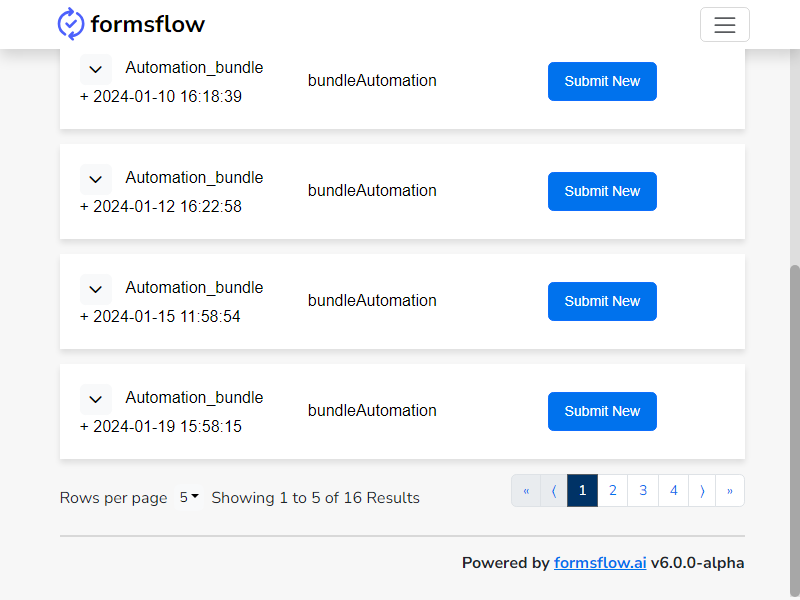 formsflow
Automation_bundle
+ 2024-01-10 16:18:39
bundleAutomation
Submit New
Automation_bundle
+ 2024-01-12 16:22:58
bundleAutomation
Submit New
Automation_bundle
+ 2024-01-15 11:58:54
bundleAutomation
Submit New
Automation_bundle
+ 2024-01-19 15:58:15
bundleAutomation
Submit New
Rows per page 5 Showing 1 to 5 of 16 Results
« ⟨ 1 2 3 4 ⟩ »
Powered by formsflow.ai v6.0.0-alpha